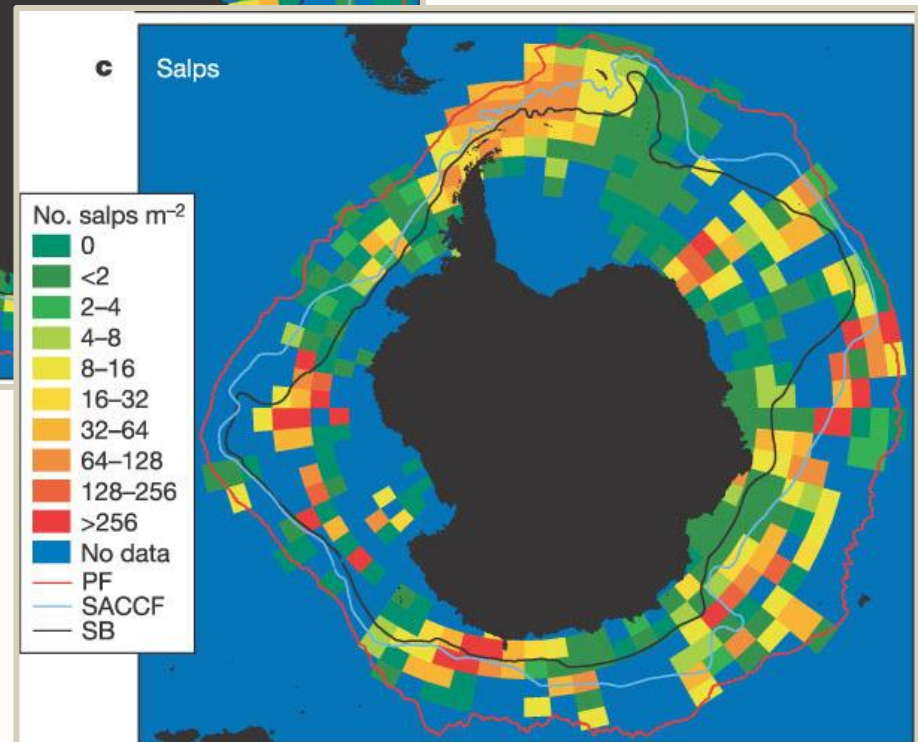 c
Salps
No. salps m⁻²
0
<2
2–4
4–8
8–16
16–32
32–64
64–128
128–256
>256
No data
PF
SACCF
SB